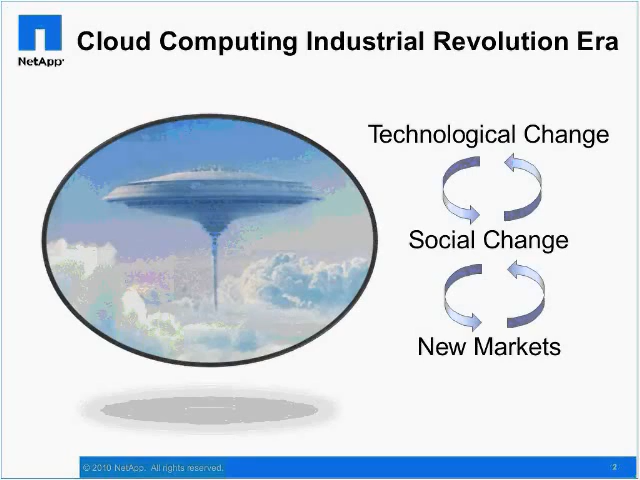 NetApp®
Cloud Computing Industrial Revolution Era
Technological Change
Social Change
New Markets
© 2010 NetApp. All rights reserved.
2